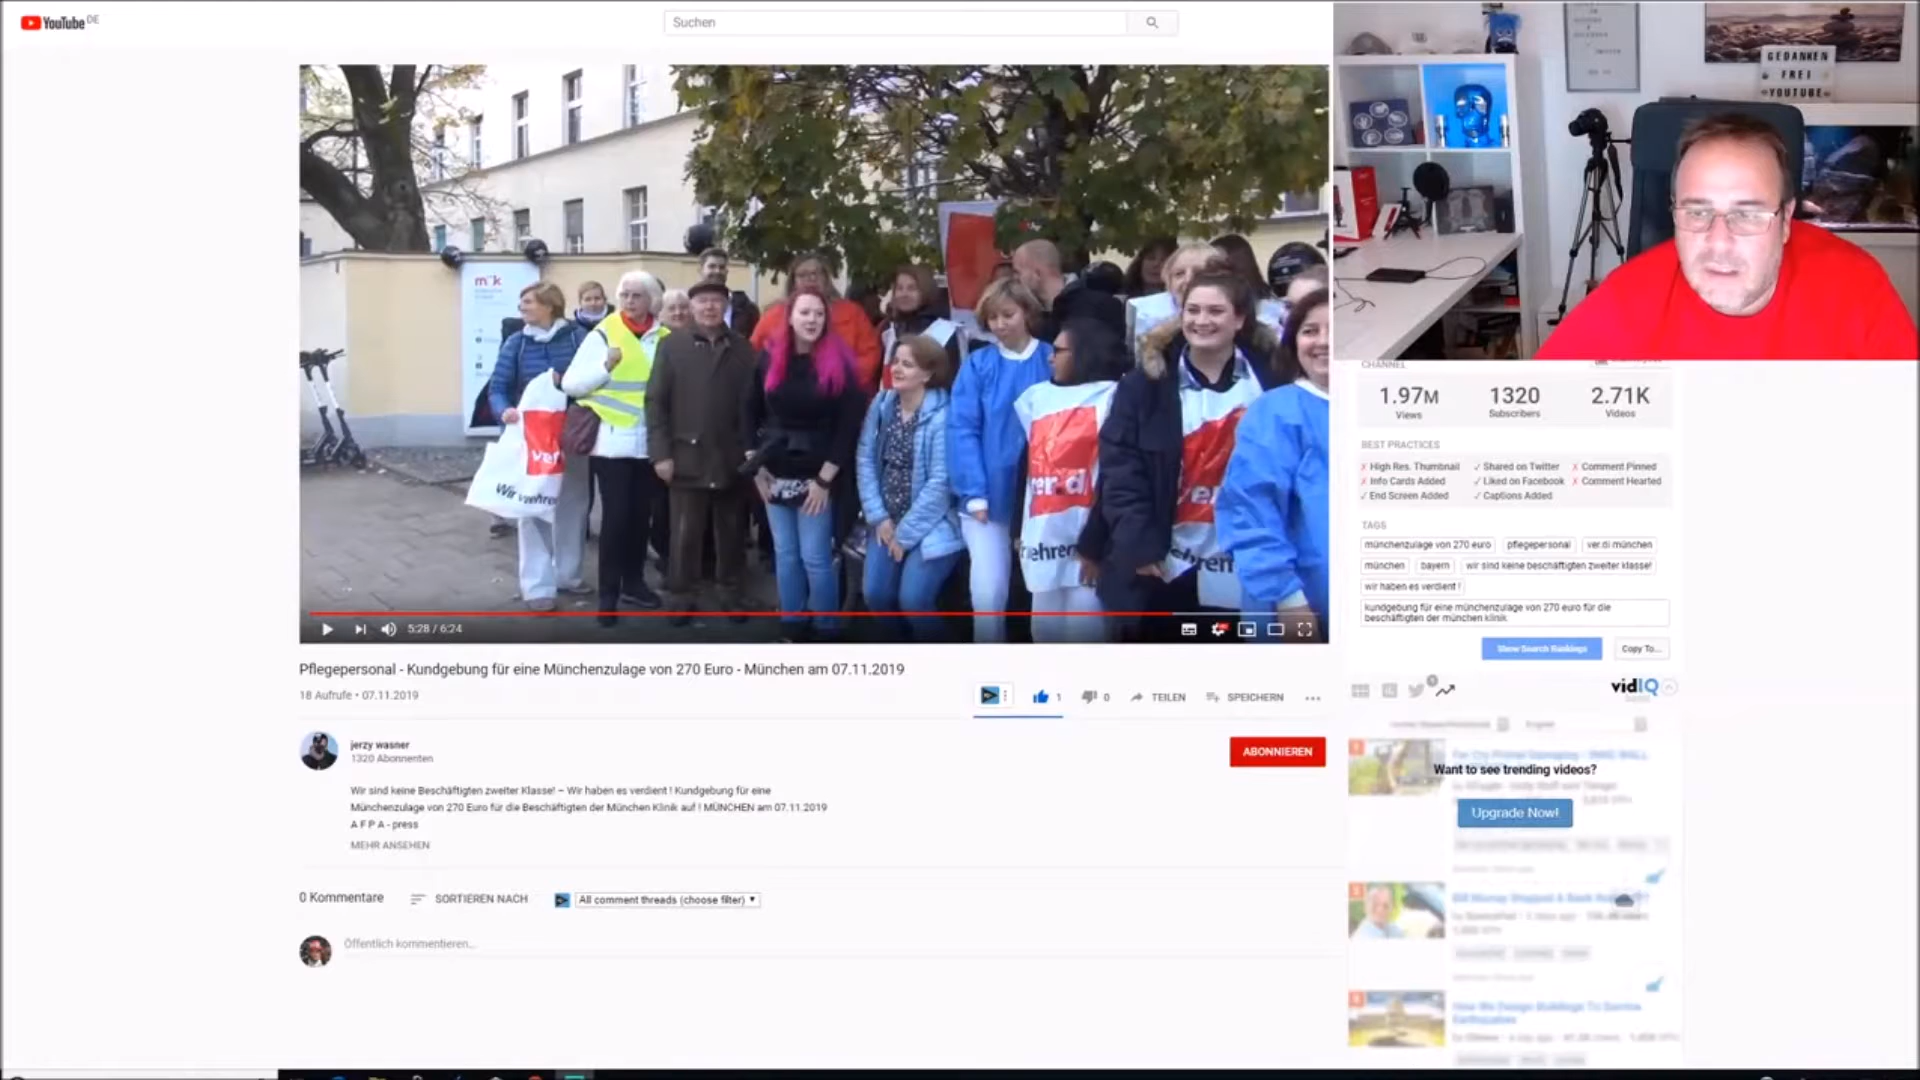 YouTube DE
Suchen
GEDANKEN
FREI
YOUTUBE
ver
Wir wehren
ver.di
ehren
ver
ehren
5:28 / 6:24
Pflegepersonal - Kundgebung für eine Münchenzulage von 270 Euro - München am 07.11.2019
18 Aufrufe • 07.11.2019
1
0
TEILEN
SPEICHERN
jerzy wasner
1320 Abonnenten
ABONNIEREN
Wir sind keine Beschäftigten zweiter Klasse! – Wir haben es verdient ! Kundgebung für eine
Münchenzulage von 270 Euro für die Beschäftigten der München Klinik auf ! MÜNCHEN am 07.11.2019
A F P A - press
MEHR ANSEHEN
0 Kommentare
SORTIEREN NACH
All comment threads (choose filter)
Öffentlich kommentieren...
CHANNEL
1.97M 1320 2.71K
Views Subscribers Videos
BEST PRACTICES
✗ High Res. Thumbnail ✓ Shared on Twitter ✗ Comment Pinned
✗ Info Cards Added ✓ Liked on Facebook ✗ Comment Hearted
✓ End Screen Added ✓ Captions Added
TAGS
münchenzulage von 270 euro pflegepersonal ver.di münchen
münchen bayern wir sind keine beschäftigten zweiter klasse!
wir haben es verdient !
kundgebung für eine münchenzulage von 270 euro für die
beschäftigten der münchen klinik
Show Search Rankings Copy To...
vidIQ
Want to see trending videos?
Upgrade Now!